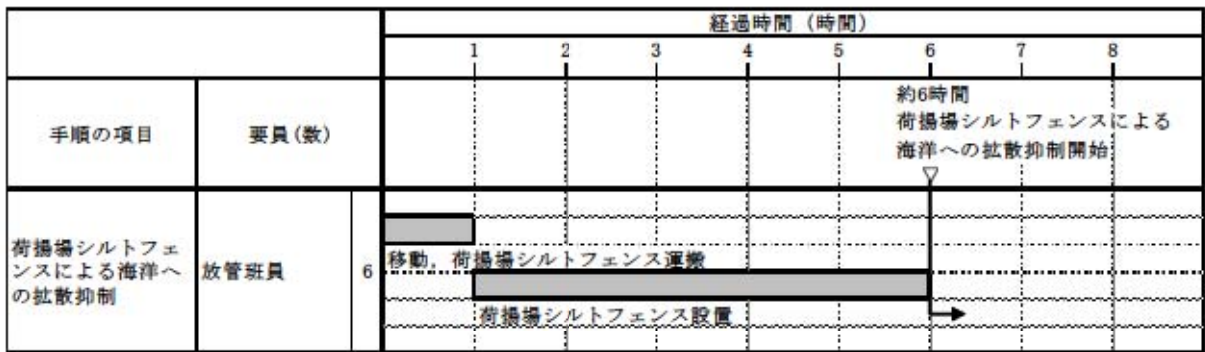 経過時間 (時間)
1 2 3 4 5 6 7 8
手順の項目
要員(数)
約6時間
荷揚場シルトフェンスによる
海洋への拡散抑制開始
荷揚場シルトフェ
ンスによる海洋へ
の拡散抑制
放管班員
6
移動，荷揚場シルトフェンス運搬
荷揚場シルトフェンス設置